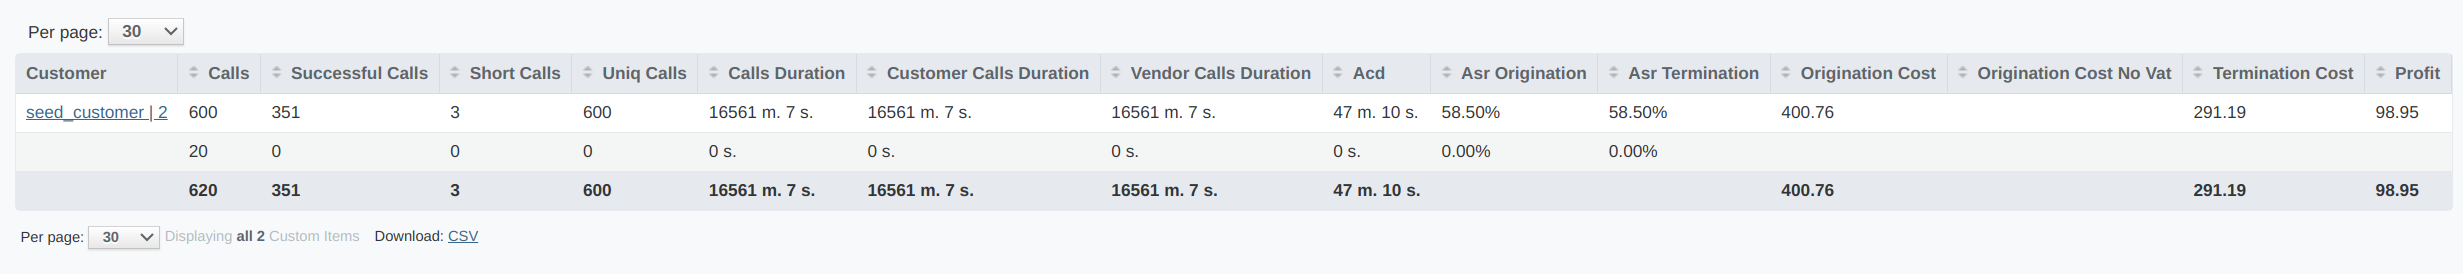 Per page: 30
Customer Calls Successful Calls Short Calls Uniq Calls Calls Duration Customer Calls Duration Vendor Calls Duration Acd Asr Origination Asr Termination Origination Cost Origination Cost No Vat Termination Cost Profit
seed_customer | 2 600 351 3 600 16561 m. 7 s. 16561 m. 7 s. 16561 m. 7 s. 47 m. 10 s. 58.50% 58.50% 400.76 291.19 98.95
20 0 0 0 0 s. 0 s. 0 s. 0 s. 0.00% 0.00%
620 351 3 600 16561 m. 7 s. 16561 m. 7 s. 16561 m. 7 s. 47 m. 10 s. 400.76 291.19 98.95
Per page: 30 Displaying all 2 Custom Items Download: CSV